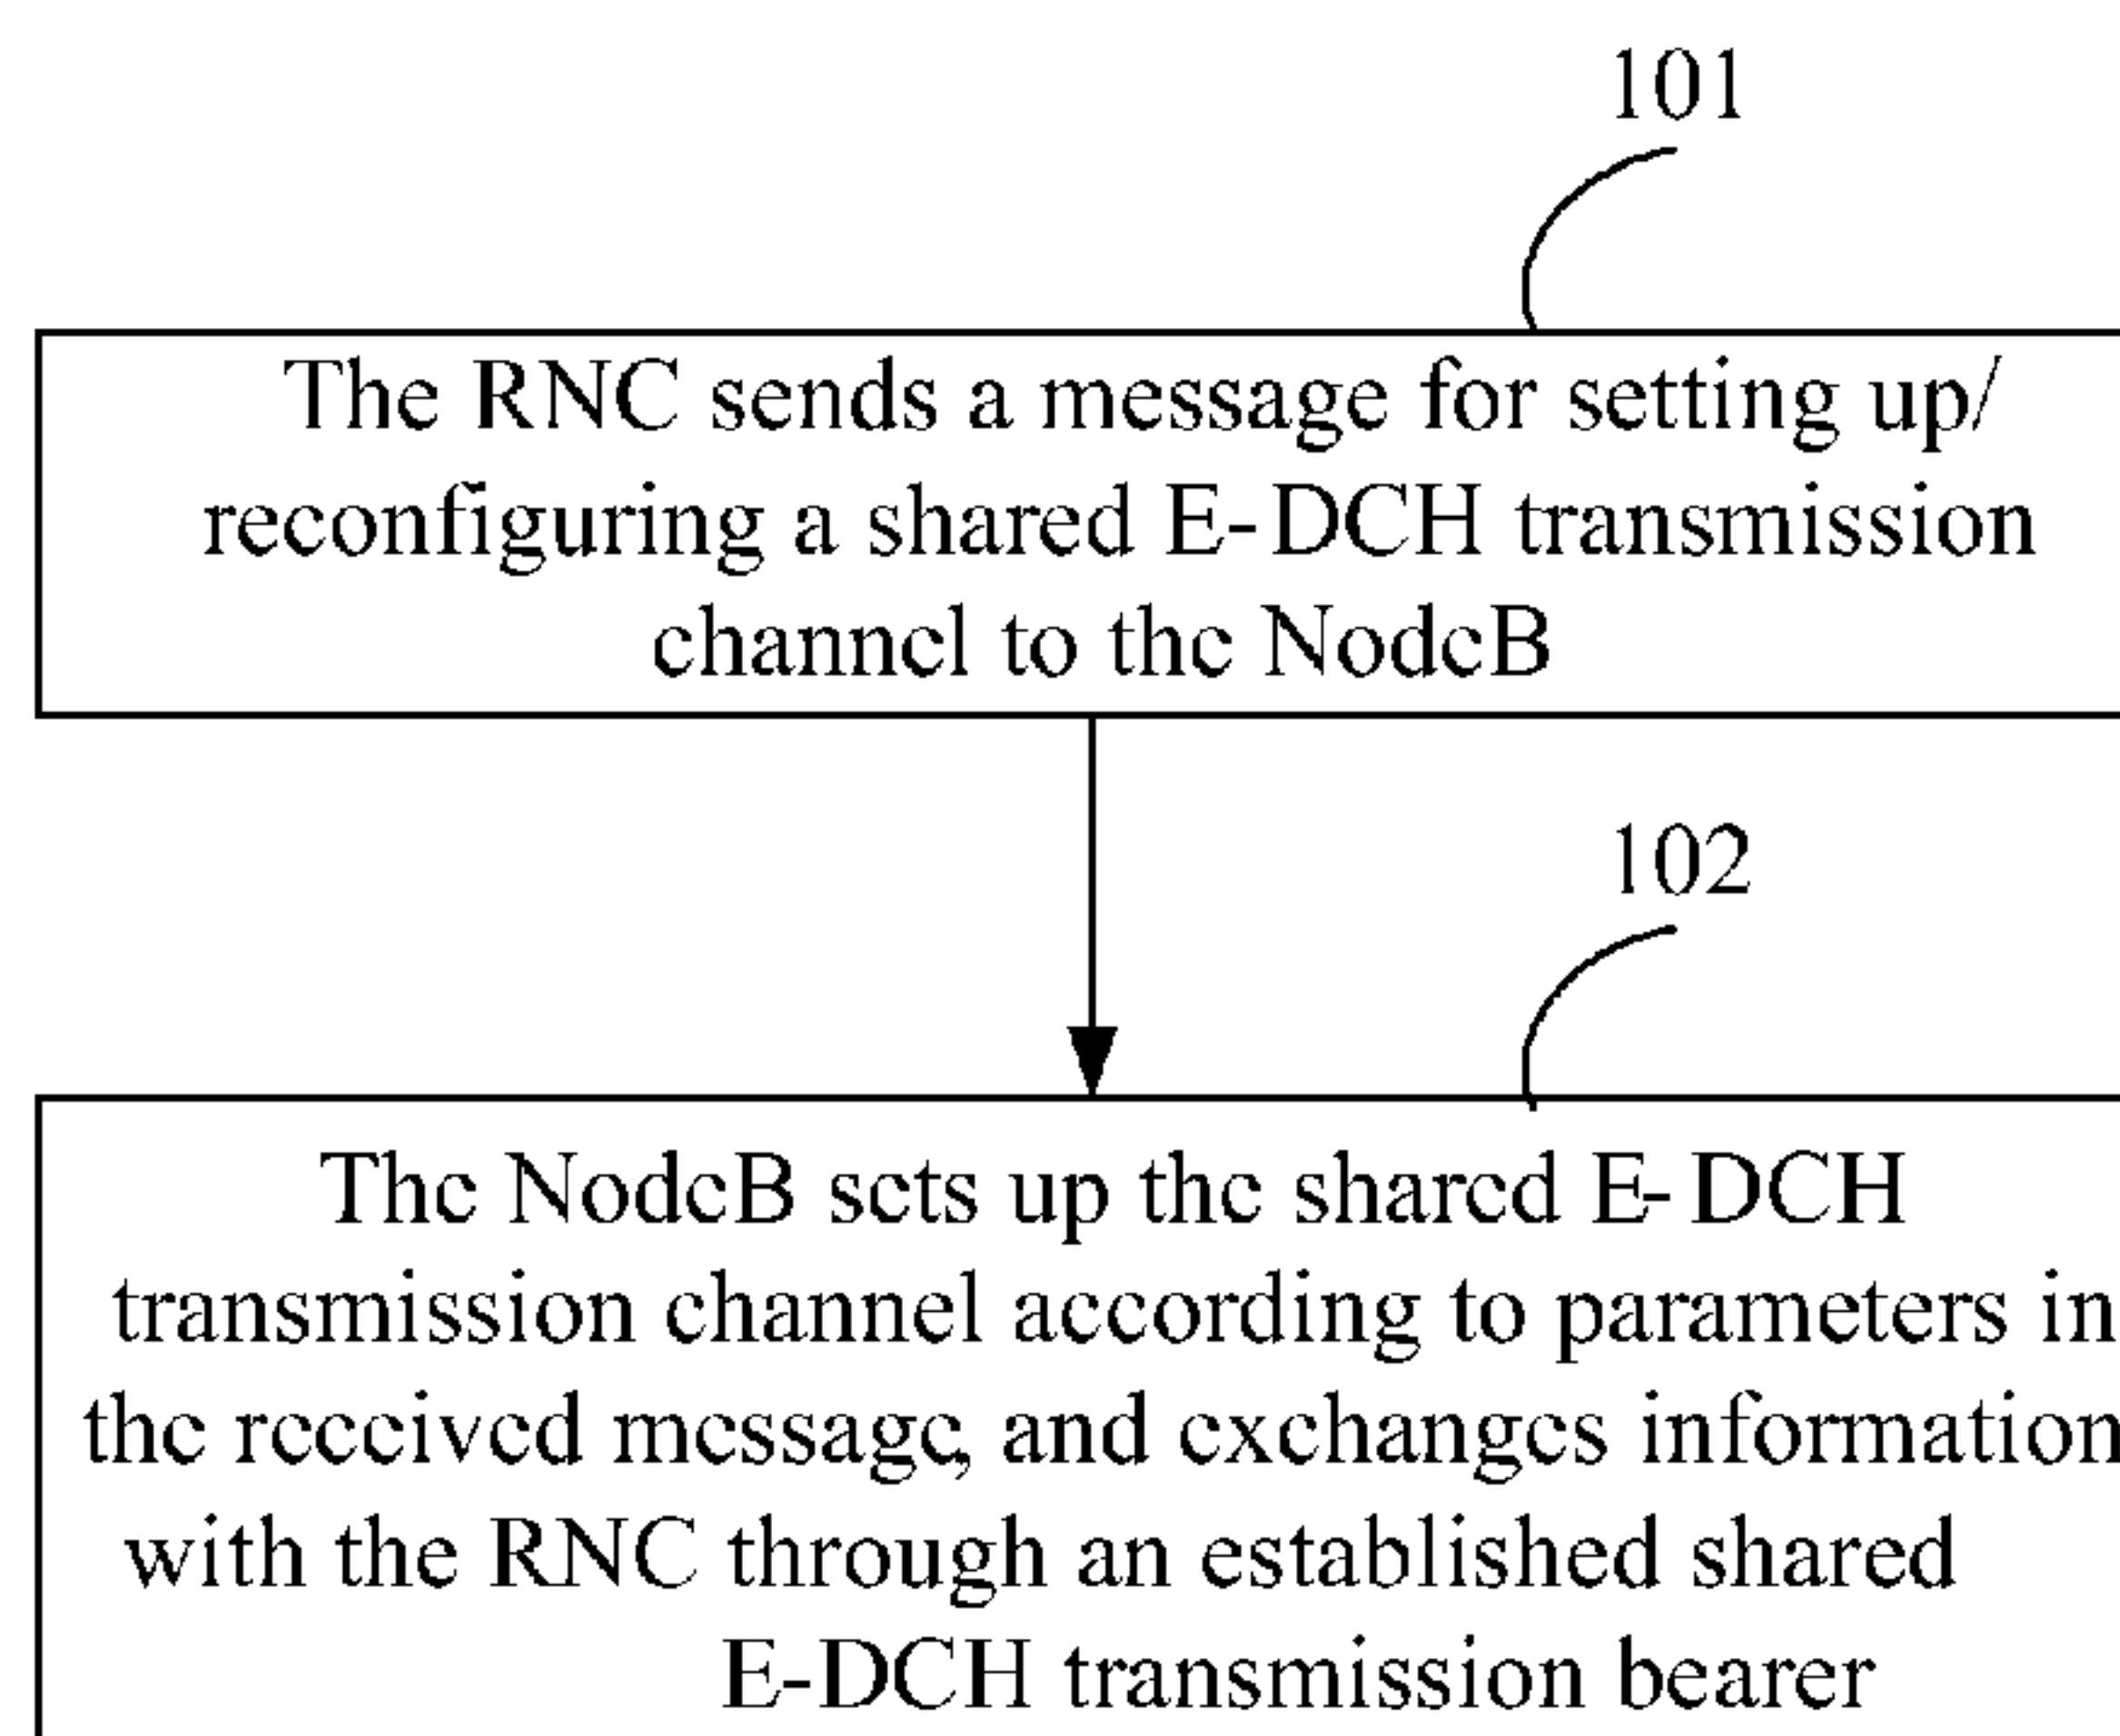 101
The RNC sends a message for setting up/
reconfiguring a shared E-DCH transmission
channel to the NodeB
102
The NodeB sets up the shared E-DCH
transmission channel according to parameters in
the received message, and exchanges information
with the RNC through an established shared
E-DCH transmission bearer